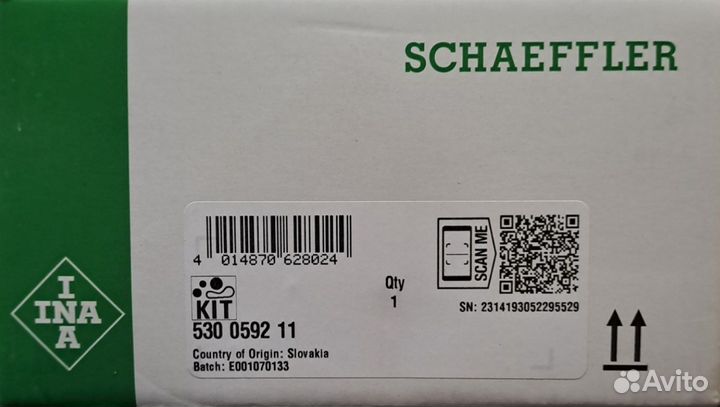 SCHAEFFLER
I
INA
A
4 014870 628024
KIT
530 0592 11
Qty
1
SCAN ME
SN: 2314193052295529
Country of Origin: Slovakia
Batch: E001070133
Avito